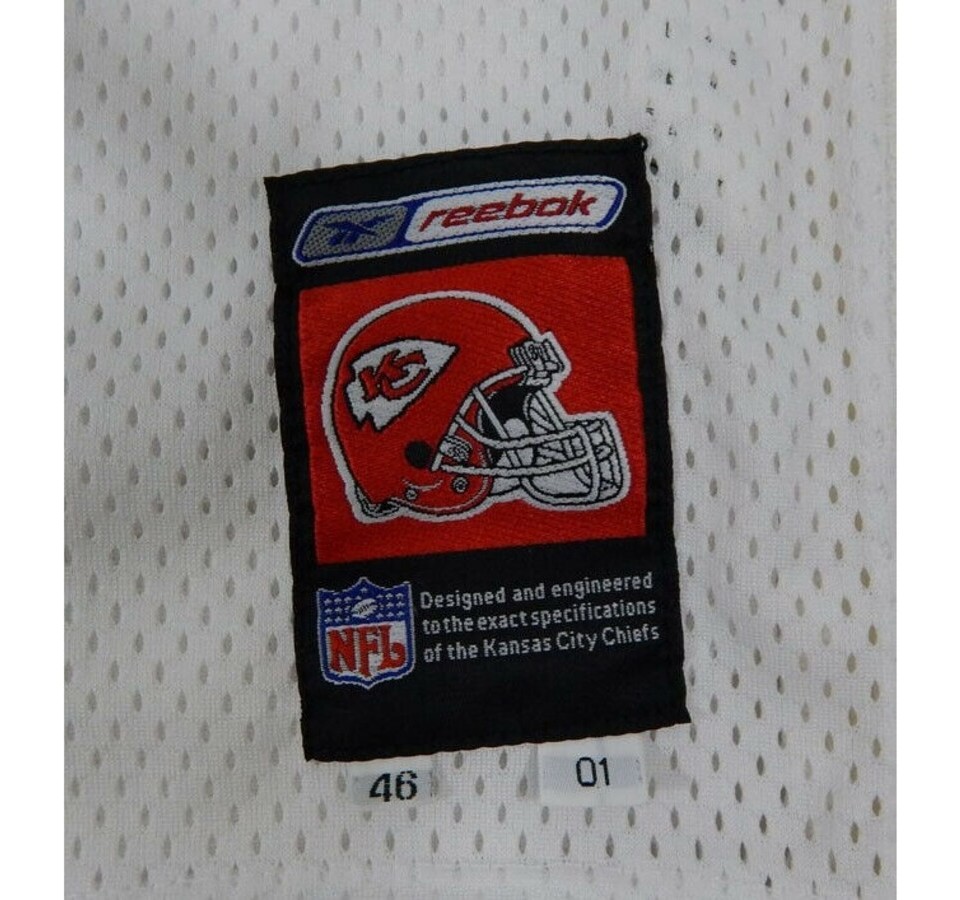 reebok
KC
NFL
Designed and engineered
to the exact specifications
of the Kansas City Chiefs
46 01